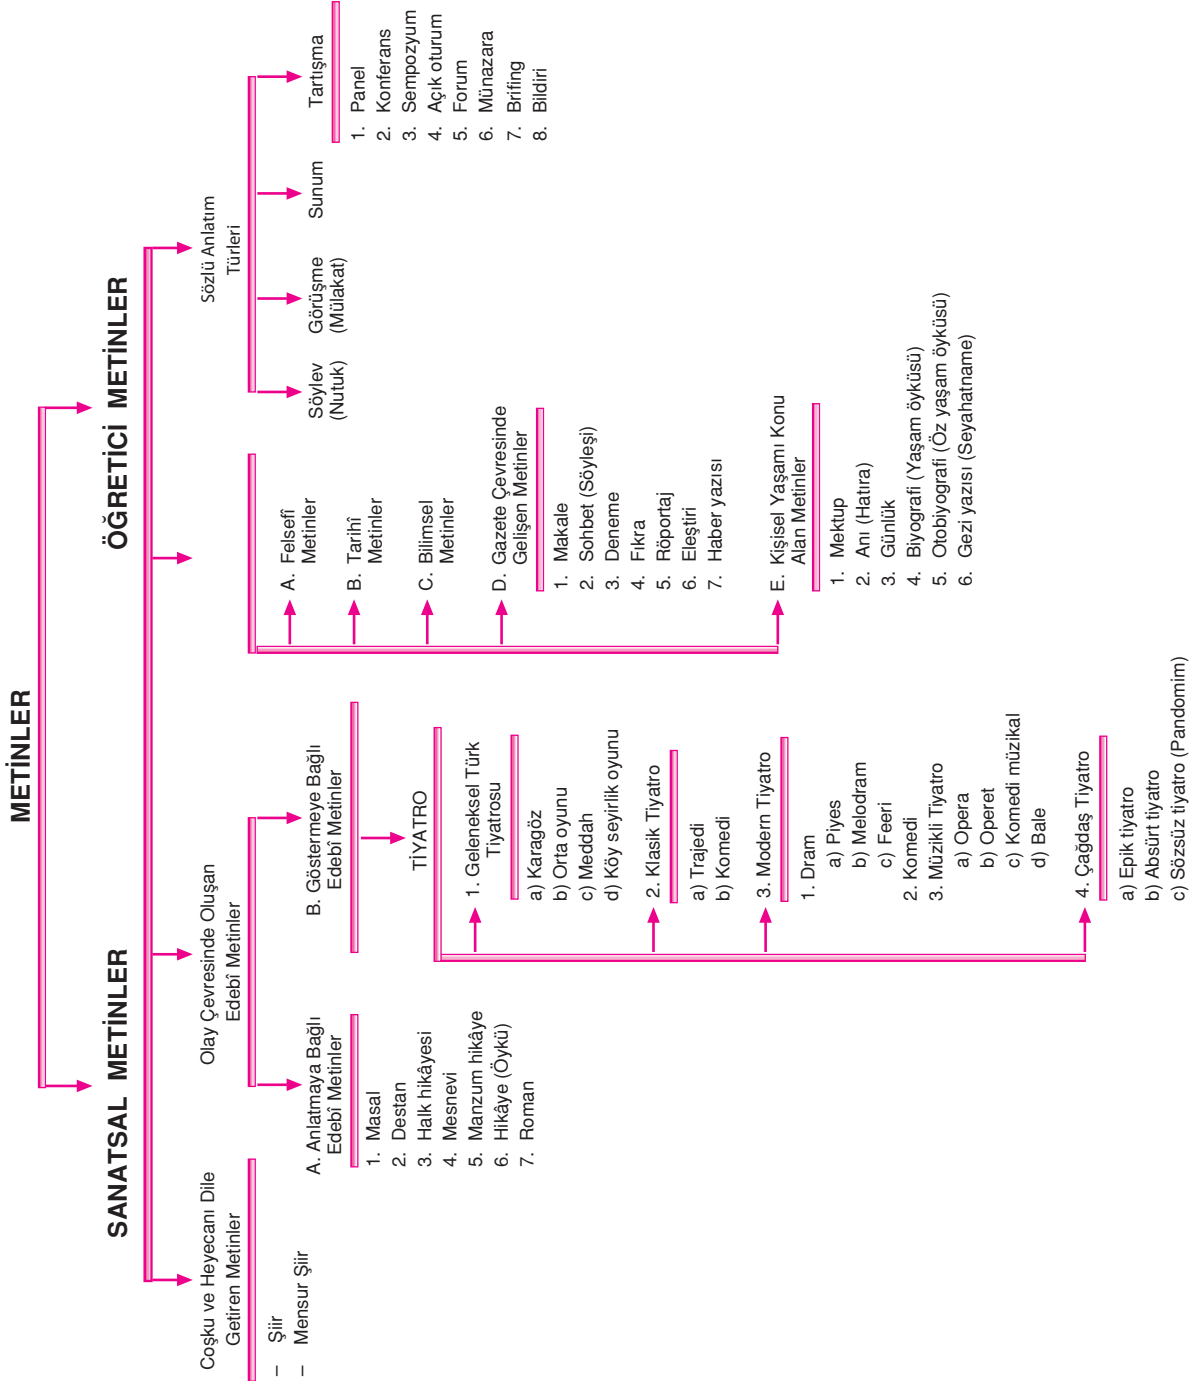 METİNLER
SANATSAL METİNLER
Coşku ve Heyecanı Dile
Getiren Metinler
– Şiir
– Mensur Şiir
Olay Çevresinde Oluşan
Edebî Metinler
A. Anlatmaya Bağlı
Edebî Metinler
1. Masal
2. Destan
3. Halk hikâyesi
4. Mesnevi
5. Manzum hikâye
6. Hikâye (Öykü)
7. Roman
B. Göstermeye Bağlı
Edebî Metinler
TİYATRO
1. Geleneksel Türk
Tiyatrosu
a) Karagöz
b) Orta oyunu
c) Meddah
d) Köy seyirlik oyunu
2. Klasik Tiyatro
a) Trajedi
b) Komedi
3. Modern Tiyatro
1. Dram
a) Piyes
b) Melodram
c) Feeri
2. Komedi
3. Müzikli Tiyatro
a) Opera
b) Operet
c) Komedi müzikal
d) Bale
4. Çağdaş Tiyatro
a) Epik tiyatro
b) Absürt tiyatro
c) Sözsüz tiyatro (Pandomim)
ÖĞRETİCİ METİNLER
A. Felsefî
Metinler
B. Tarihî
Metinler
C. Bilimsel
Metinler
D. Gazete Çevresinde
Gelişen Metinler
1. Makale
2. Sohbet (Söyleşi)
3. Deneme
4. Fıkra
5. Röportaj
6. Eleştiri
7. Haber yazısı
E. Kişisel Yaşamı Konu
Alan Metinler
1. Mektup
2. Anı (Hatıra)
3. Günlük
4. Biyografi (Yaşam öyküsü)
5. Otobiyografi (Öz yaşam öyküsü)
6. Gezi yazısı (Seyahatname)
Sözlü Anlatım
Türleri
Söylev
(Nutuk)
Görüşme
(Mülakat)
Sunum
Tartışma
1. Panel
2. Konferans
3. Sempozyum
4. Açık oturum
5. Forum
6. Münazara
7. Brifing
8. Bildiri